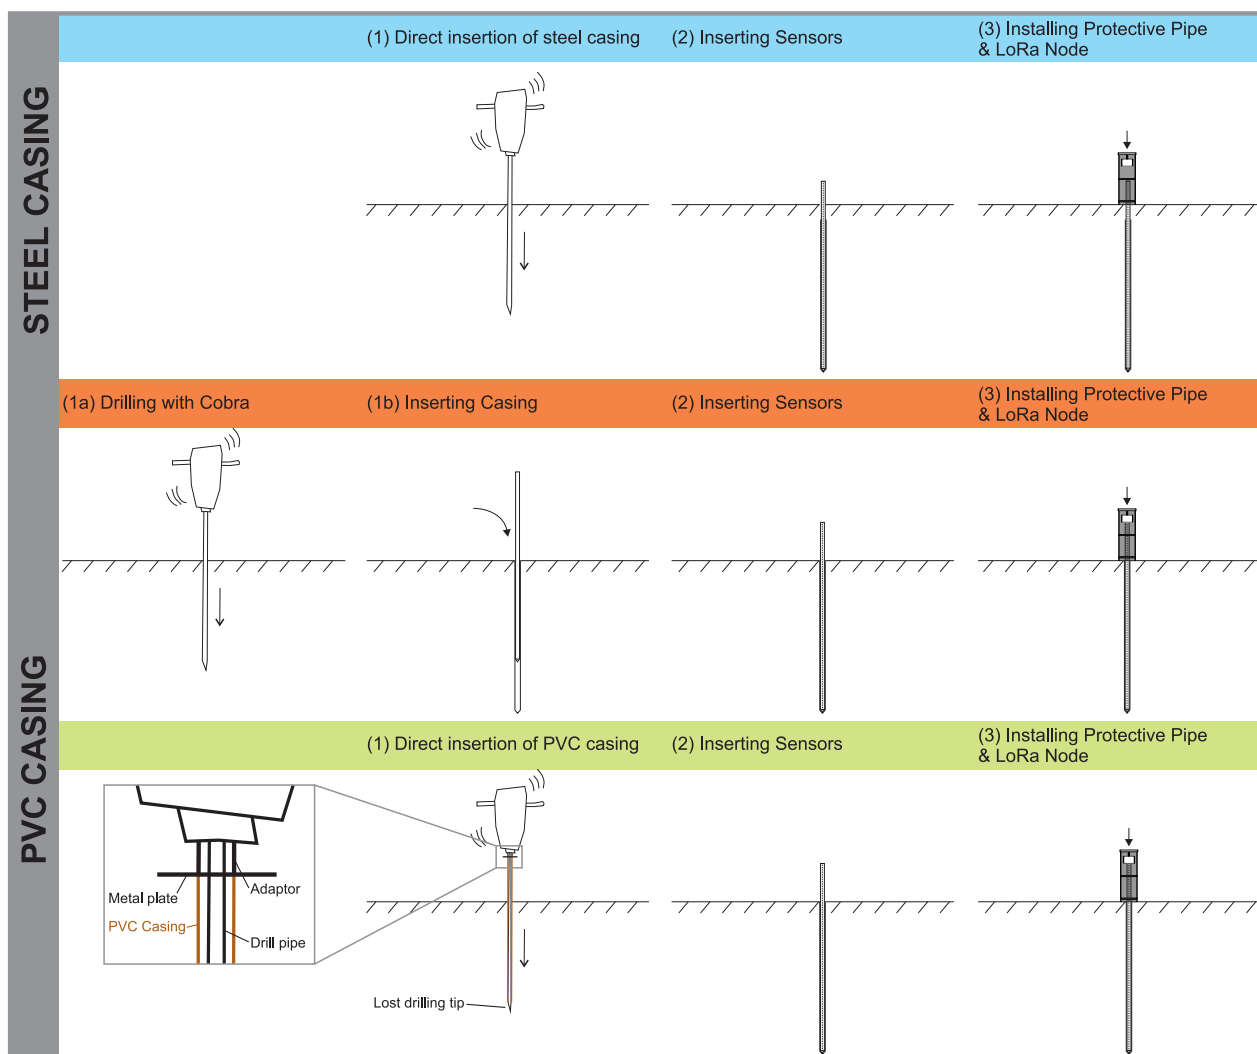 STEEL CASING
(1) Direct insertion of steel casing
(2) Inserting Sensors
(3) Installing Protective Pipe
& LoRa Node
PVC CASING
(1a) Drilling with Cobra
(1b) Inserting Casing
(2) Inserting Sensors
(3) Installing Protective Pipe
& LoRa Node
(1) Direct insertion of PVC casing
(2) Inserting Sensors
(3) Installing Protective Pipe
& LoRa Node
Metal plate
Adaptor
PVC Casing
Drill pipe
Lost drilling tip